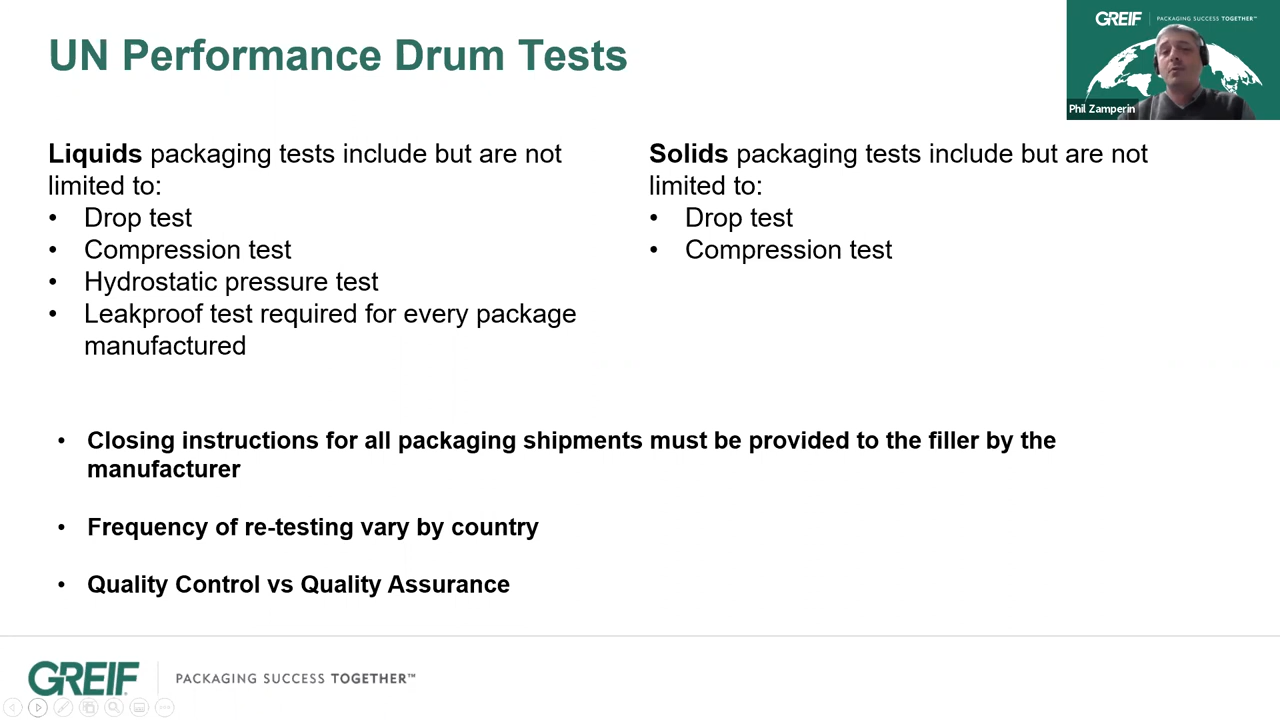 UN Performance Drum Tests
GREIF PACKAGING SUCCESS TOGETHER™
Phil Zamperin
Liquids packaging tests include but are not
limited to:
• Drop test
• Compression test
• Hydrostatic pressure test
• Leakproof test required for every package
manufactured
Solids packaging tests include but are not
limited to:
• Drop test
• Compression test
• Closing instructions for all packaging shipments must be provided to the filler by the
manufacturer
• Frequency of re-testing vary by country
• Quality Control vs Quality Assurance
GREIF PACKAGING SUCCESS TOGETHER™